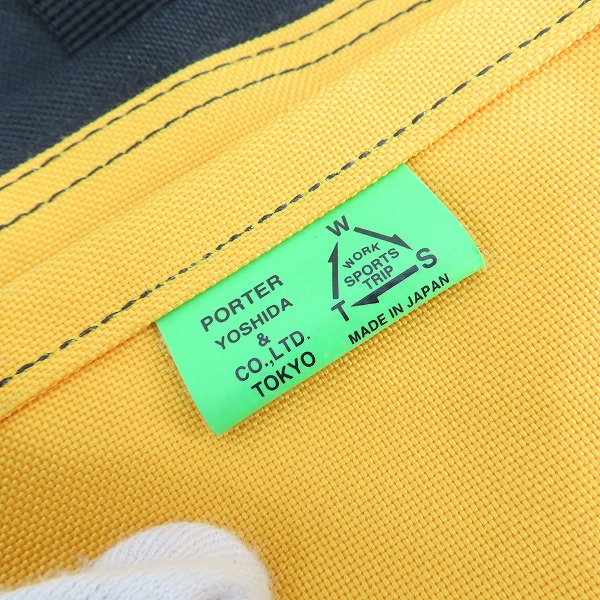 PORTER
YOSHIDA
&
CO.,LTD.
TOKYO
W
WORK
SPORTS
TRIP
T
S
MADE IN JAPAN